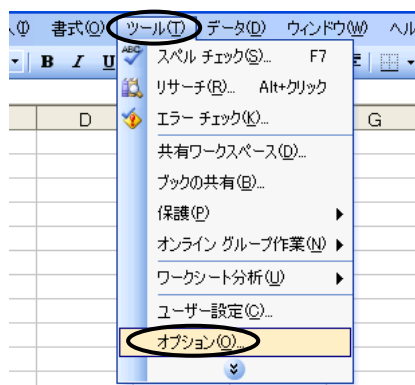 入(I) 書式(O) ツール(T) データ(D) ウィンドウ(W) ヘル
B I U
D G
スペル チェック(S)... F7
リサーチ(R)... Alt+クリック
エラー チェック(K)...
共有ワークスペース(D)...
ブックの共有(B)...
保護(P)
オンライン グループ作業(N)
ワークシート分析(U)
ユーザー設定(C)...
オプション(O)...